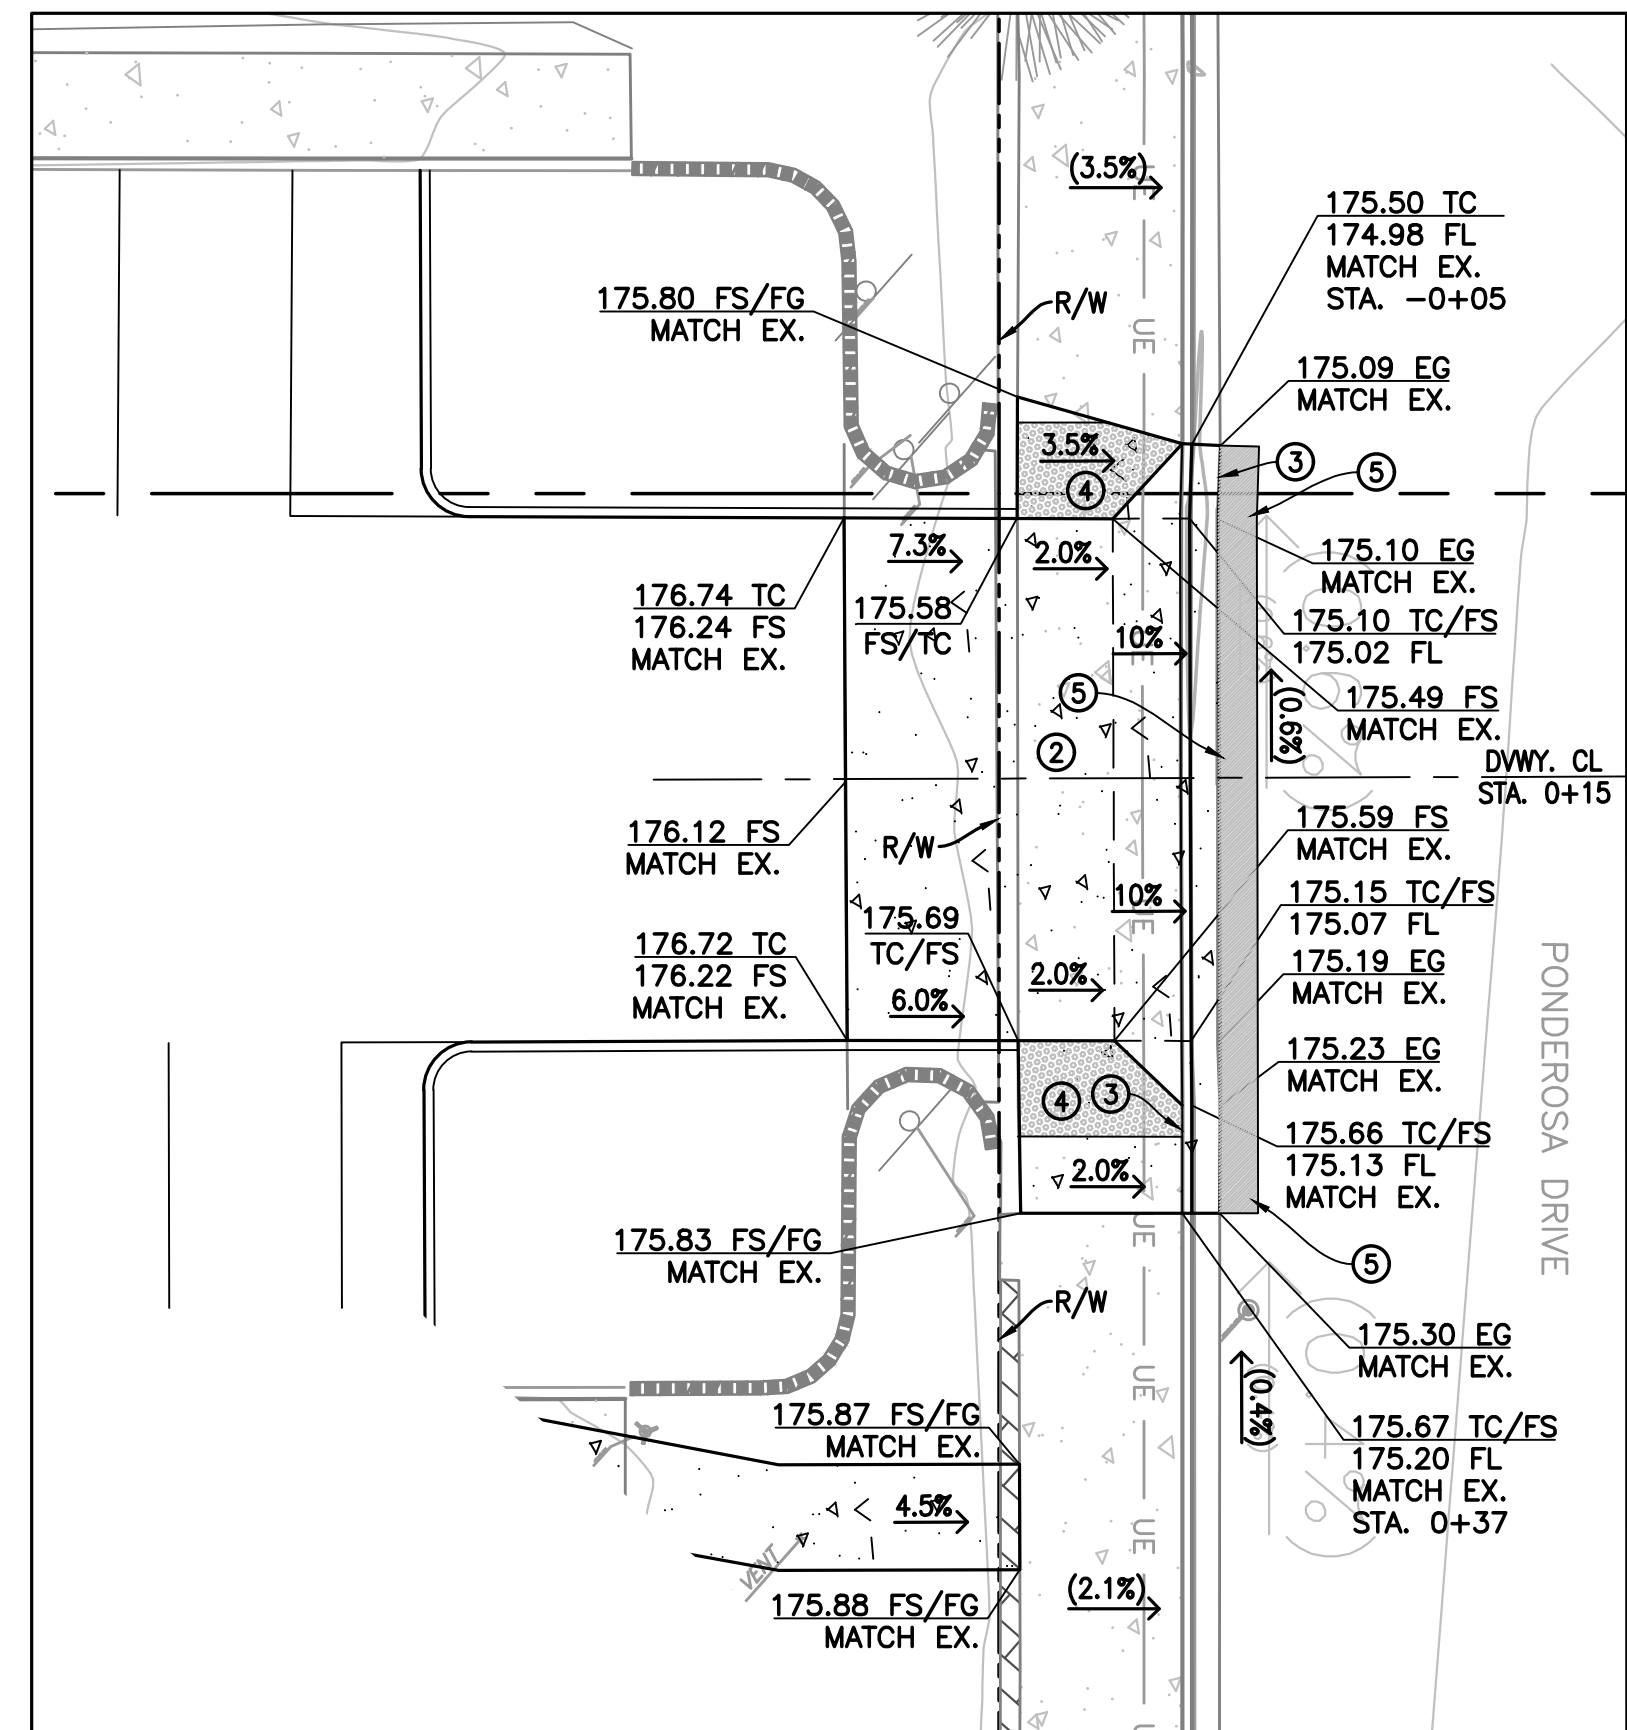 (3.5%)
175.50 TC
174.98 FL
MATCH EX.
STA. -0+05
175.80 FS/FG
MATCH EX.
R/W
UE
175.09 EG
MATCH EX.
3.5%
4
3
5
7.3%
2.0%
175.10 EG
MATCH EX.
176.74 TC
176.24 FS
MATCH EX.
175.58
FS/TC
10%
175.10 TC/FS
175.02 FL
5
175.49 FS
MATCH EX.
(0.6%)
2
DVWY. CL
STA. 0+15
176.12 FS
MATCH EX.
R/W
175.59 FS
MATCH EX.
10%
175.15 TC/FS
175.07 FL
175.69
TC/FS
176.72 TC
176.22 FS
MATCH EX.
UE
6.0%
2.0%
175.19 EG
MATCH EX.
PONDEROSA DRIVE
175.23 EG
MATCH EX.
4
3
175.66 TC/FS
175.13 FL
MATCH EX.
2.0%
175.83 FS/FG
MATCH EX.
UE
5
R/W
175.30 EG
MATCH EX.
UE
(0.4%)
175.87 FS/FG
MATCH EX.
175.67 TC/FS
175.20 FL
MATCH EX.
STA. 0+37
4.5%
UE
VENT
175.88 FS/FG
MATCH EX.
(2.1%)